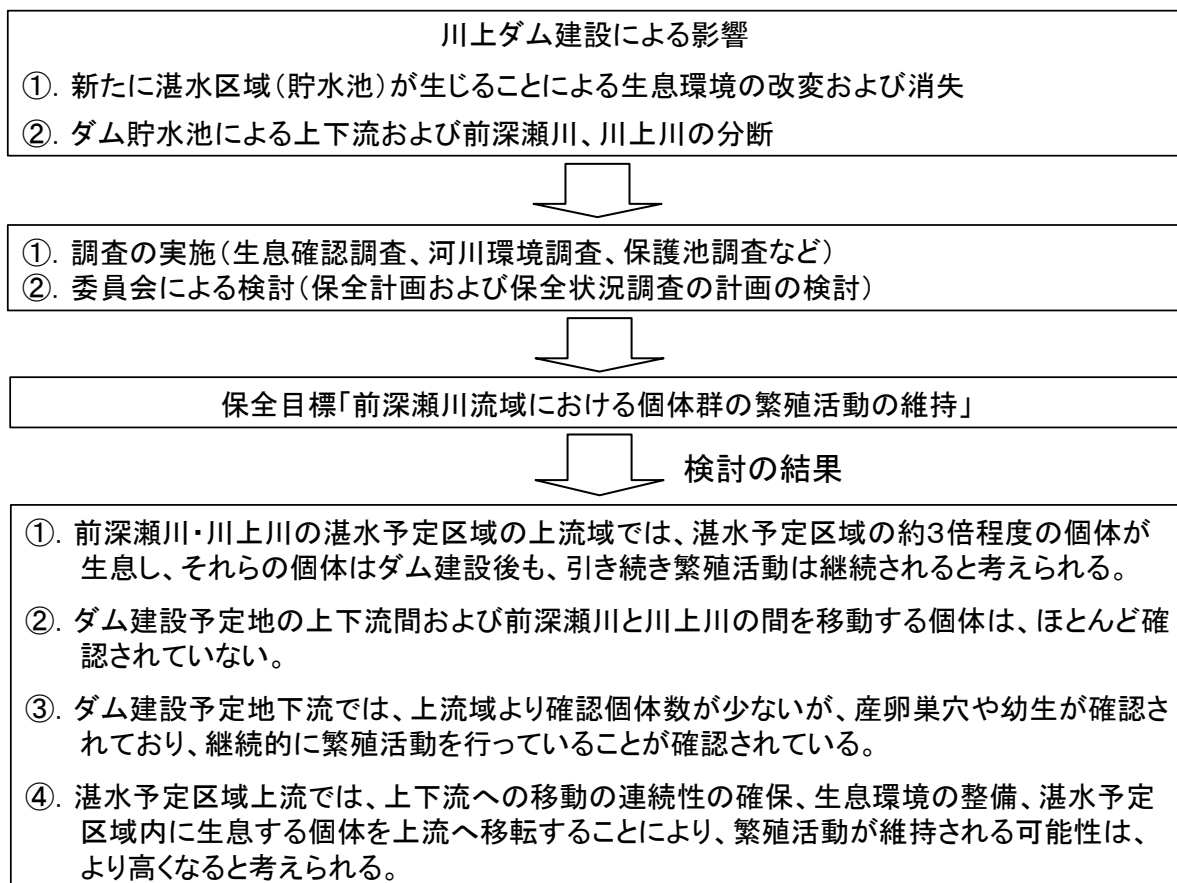 川上ダム建設による影響
①．新たに湛水区域（貯水池）が生じることによる生息環境の改変および消失
②．ダム貯水池による上下流および前深瀬川、川上川の分断
①．調査の実施（生息確認調査、河川環境調査、保護池調査など）
②．委員会による検討（保全計画および保全状況調査の計画の検討）
保全目標「前深瀬川流域における個体群の繁殖活動の維持」
検討の結果
①．前深瀬川・川上川の湛水予定区域の上流域では、湛水予定区域の約３倍程度の個体が
生息し、それらの個体はダム建設後も、引き続き繁殖活動は継続されると考えられる。
②．ダム建設予定地の上下流間および前深瀬川と川上川の間を移動する個体は、ほとんど確
認されていない。
③．ダム建設予定地下流では、上流域より確認個体数が少ないが、産卵巣穴や幼生が確認さ
れており、継続的に繁殖活動を行っていることが確認されている。
④．湛水予定区域上流では、上下流への移動の連続性の確保、生息環境の整備、湛水予定
区域内に生息する個体を上流へ移転することにより、繁殖活動が維持される可能性は、
より高くなると考えられる。